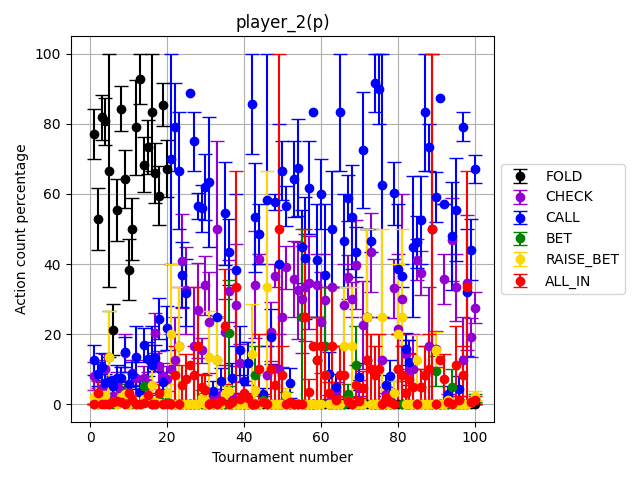 player_2(p)
Action count percentage
100
80
60
40
20
0
0 20 40 60 80 100
Tournament number
FOLD
CHECK
CALL
BET
RAISE_BET
ALL_IN